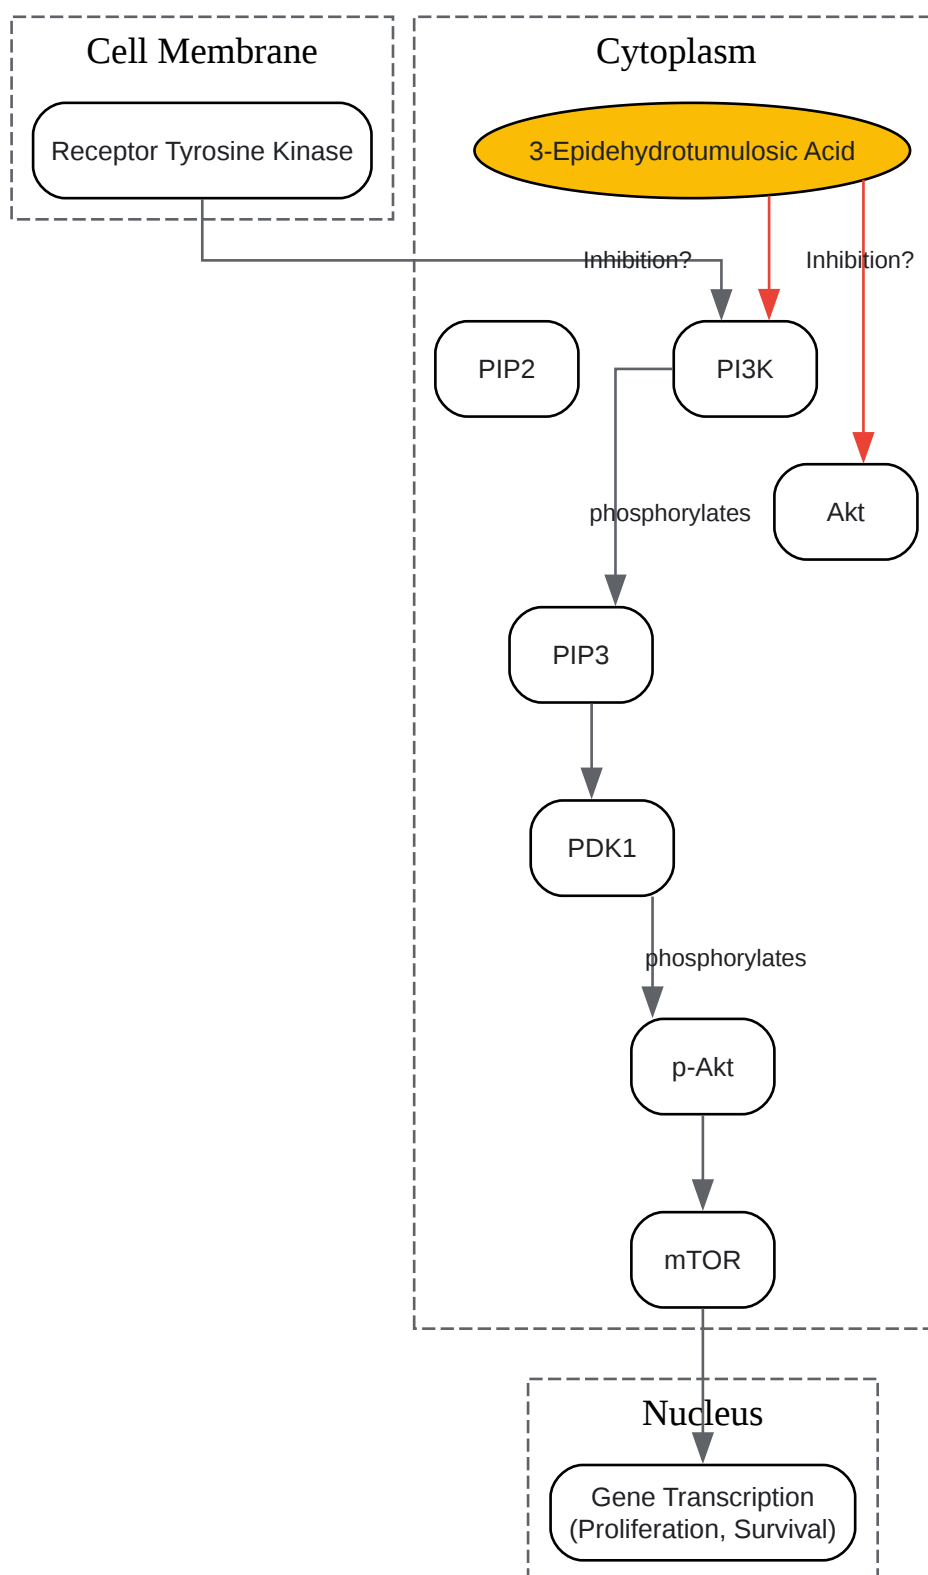 Cell Membrane
Cytoplasm
Receptor Tyrosine Kinase
3-Epidehydrotumulosic Acid
Inhibition?
Inhibition?
PIP2
PI3K
phosphorylates
Akt
PIP3
PDK1
phosphorylates
p-Akt
mTOR
Nucleus
Gene Transcription
(Proliferation, Survival)